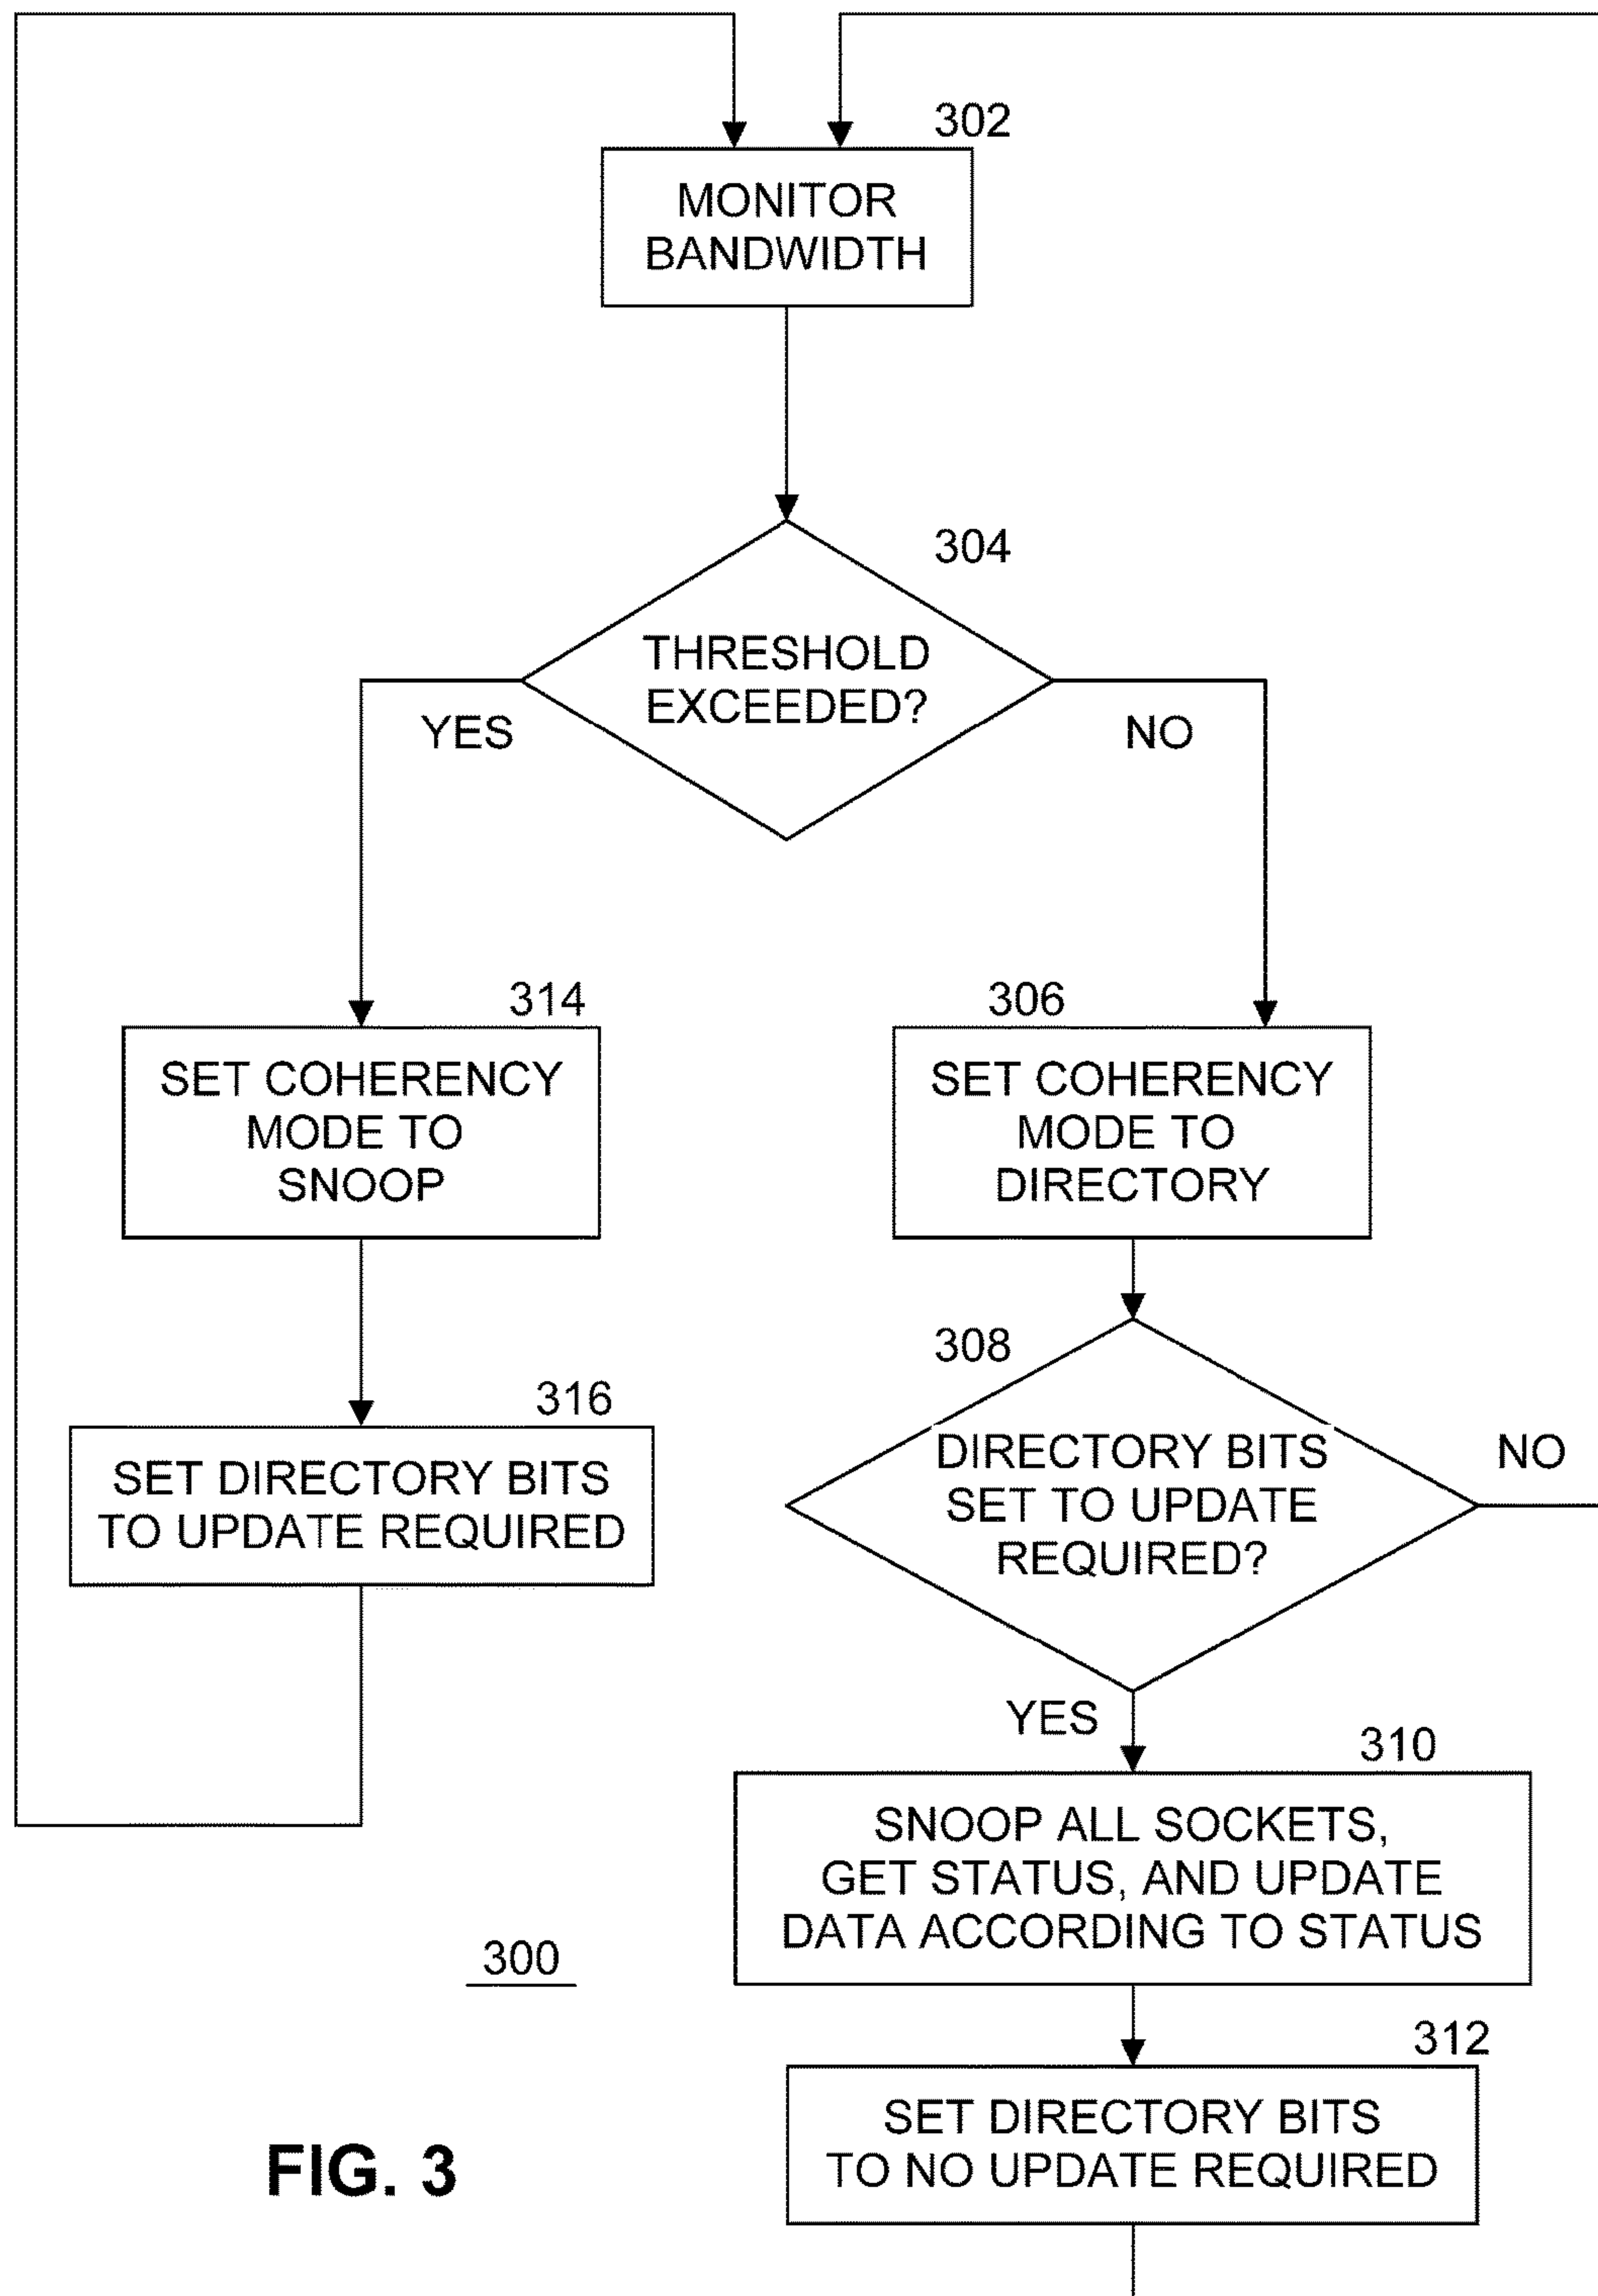 302
MONITOR
BANDWIDTH
304
THRESHOLD
EXCEEDED?
YES
NO
314
SET COHERENCY
MODE TO
SNOOP
306
SET COHERENCY
MODE TO
DIRECTORY
308
DIRECTORY BITS
SET TO UPDATE
REQUIRED?
NO
316
SET DIRECTORY BITS
TO UPDATE REQUIRED
YES
310
SNOOP ALL SOCKETS,
GET STATUS, AND UPDATE
DATA ACCORDING TO STATUS
300
312
SET DIRECTORY BITS
TO NO UPDATE REQUIRED
FIG. 3